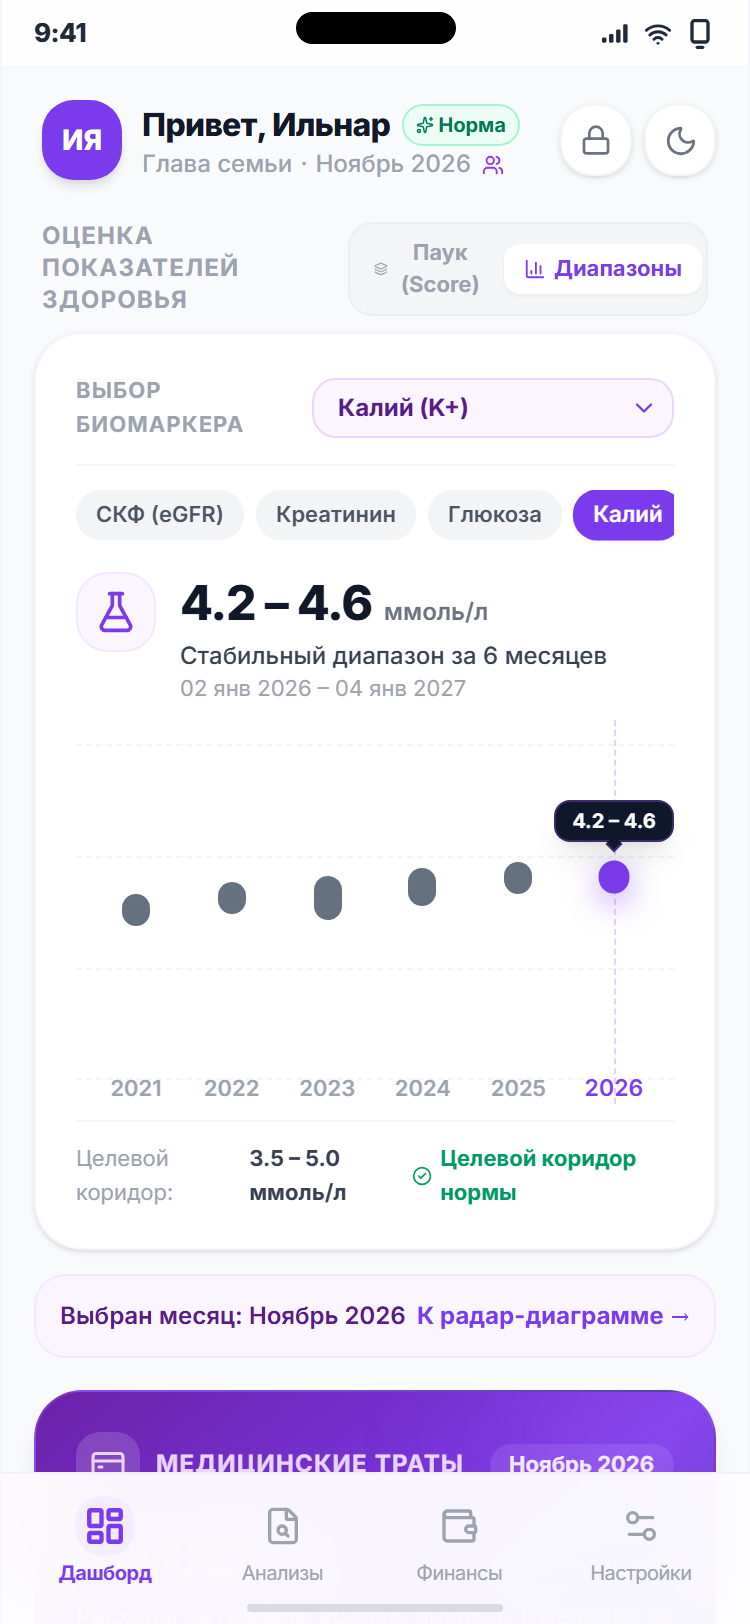 9:41
ИЯ
Привет, Ильнар
Норма
Глава семьи · Ноябрь 2026
ОЦЕНКА
ПОКАЗАТЕЛЕЙ
ЗДОРОВЬЯ
Паук
(Score)
Диапазоны
ВЫБОР
БИОМАРКЕРА
Калий (K+)
СКФ (eGFR)
Креатинин
Глюкоза
Калий
4.2 – 4.6 ммоль/л
Стабильный диапазон за 6 месяцев
02 янв 2026 – 04 янв 2027
4.2 – 4.6
2021 2022 2023 2024 2025 2026
Целевой
коридор:
3.5 – 5.0
ммоль/л
Целевой коридор
нормы
Выбран месяц: Ноябрь 2026 К радар-диаграмме →
МЕДИЦИНСКИЕ ТРАТЫ
Ноябрь 2026
Дашборд
Анализы
Финансы
Настройки